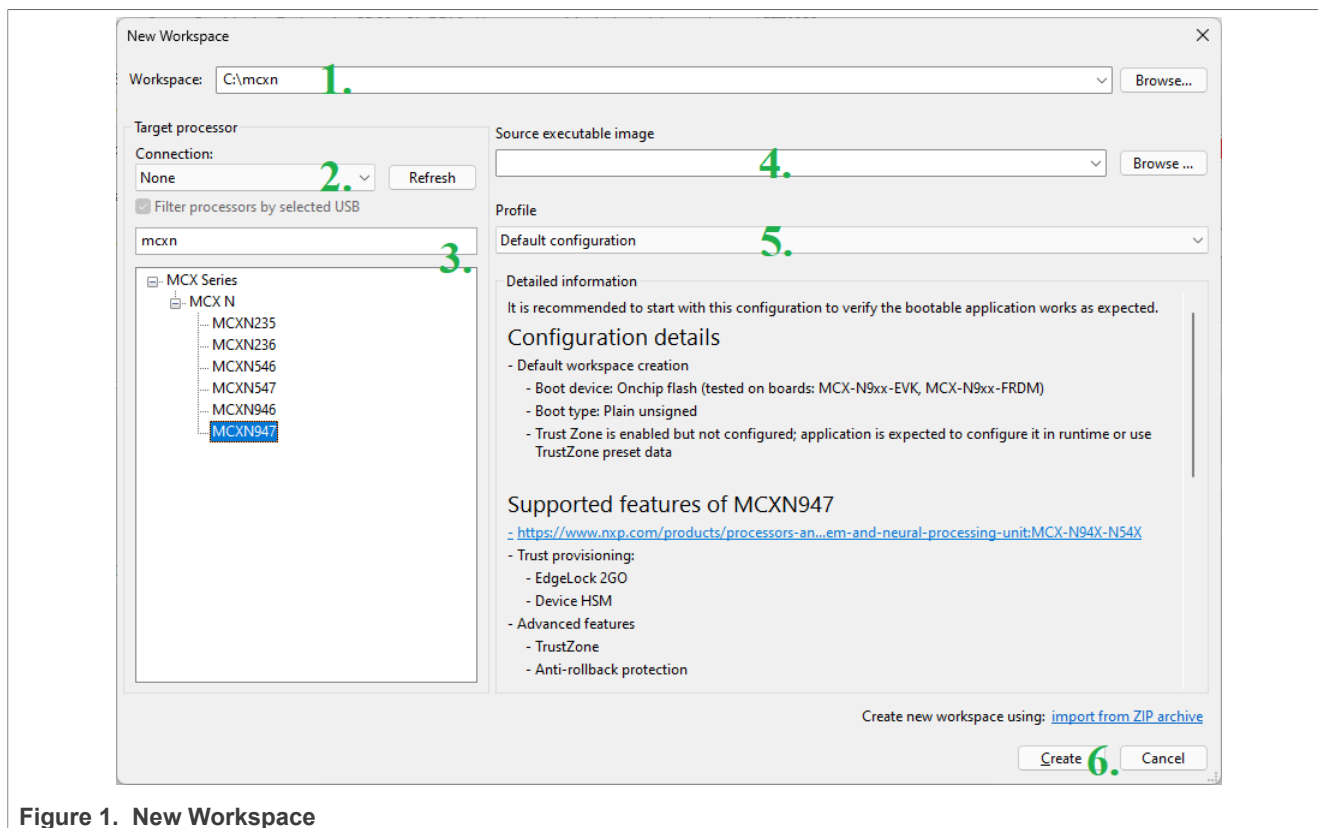 New Workspace
Workspace: C:\mcxn 1. Browse...
Target processor
Connection:
None 2. Refresh
Filter processors by selected USB
mcxn
3.
MCX Series
MCX N
MCXN235
MCXN236
MCXN546
MCXN547
MCXN946
MCXN947
Source executable image
4. Browse ...
Profile
Default configuration 5.
Detailed information
It is recommended to start with this configuration to verify the bootable application works as expected.
Configuration details
- Default workspace creation
- Boot device: Onchip flash (tested on boards: MCX-N9xx-EVK, MCX-N9xx-FRDM)
- Boot type: Plain unsigned
- Trust Zone is enabled but not configured; application is expected to configure it in runtime or use
TrustZone preset data
Supported features of MCXN947
- https://www.nxp.com/products/processors-an...em-and-neural-processing-unit:MCX-N94X-N54X
- Trust provisioning:
- EdgeLock 2GO
- Device HSM
- Advanced features
- TrustZone
- Anti-rollback protection
Create new workspace using: import from ZIP archive
Create 6. Cancel
Figure 1. New Workspace